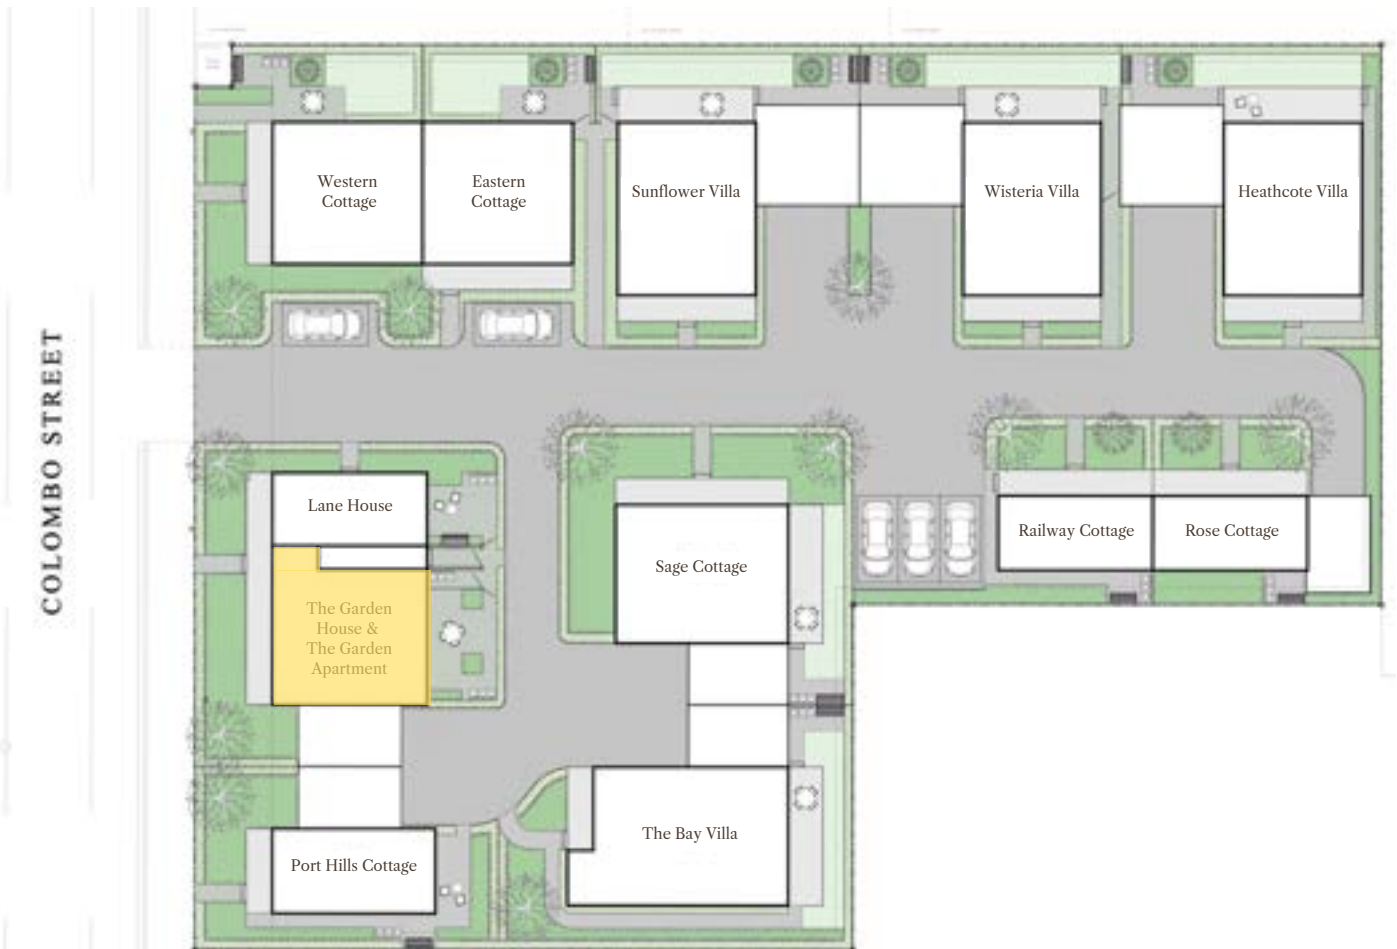 Western
Cottage
Eastern
Cottage
Sunflower Villa
Wisteria Villa
Heathcote Villa
COLOMBO STREET
Lane House
The Garden
House &
The Garden
Apartment
Sage Cottage
Railway Cottage
Rose Cottage
The Bay Villa
Port Hills Cottage